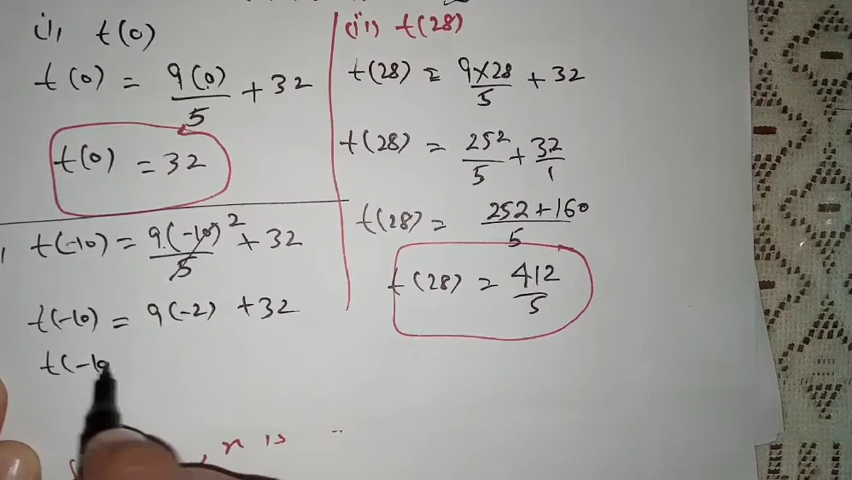 i), t(0)
t(0) = 9(0)/5 + 32
t(0) = 32
t(-10) = 9(-10)²/5 + 32
t(-10) = 9(-2) + 32
t(-10
(ii) t(28)
t(28) = 9×28/5 + 32
t(28) = 252/5 + 32/1
t(28) = 252+160/5
t(28) = 412/5
, n is